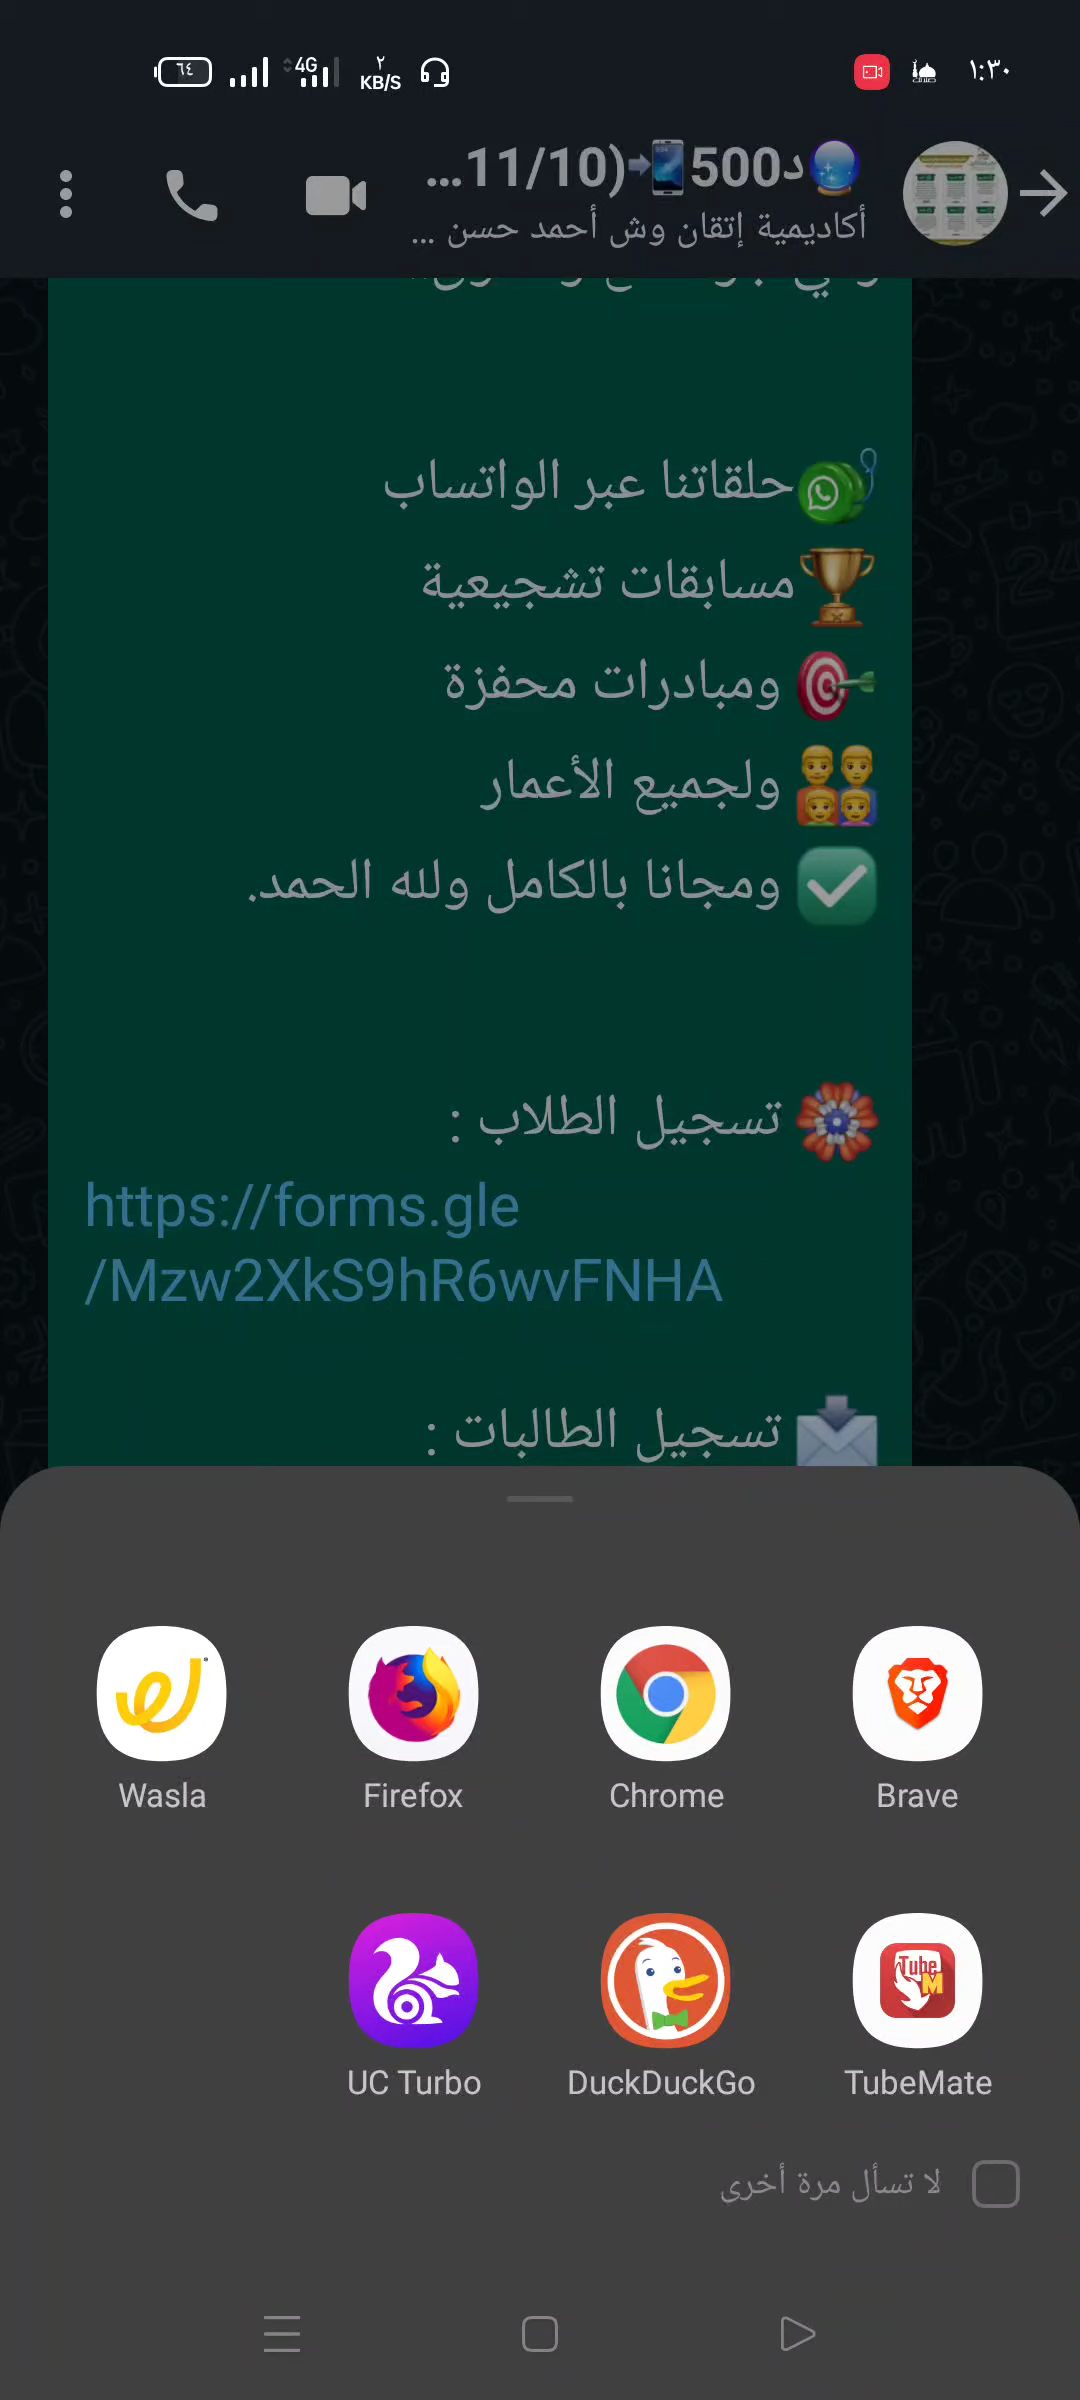 ٦٤
4G
٢
KB/S
١:٣٠
د500(11/10...
أكاديمية إتقان وش أحمد حسن ...
حلقاتنا عبر الواتساب
مسابقات تشجيعية
ومبادرات محفزة
ولجميع الأعمار
ومجانا بالكامل ولله الحمد.
تسجيل الطلاب :
https://forms.gle
/Mzw2XkS9hR6wvFNHA
تسجيل الطالبات :
Wasla
Firefox
Chrome
Brave
Tube
M
UC Turbo
DuckDuckGo
TubeMate
لا تسأل مرة أخرى